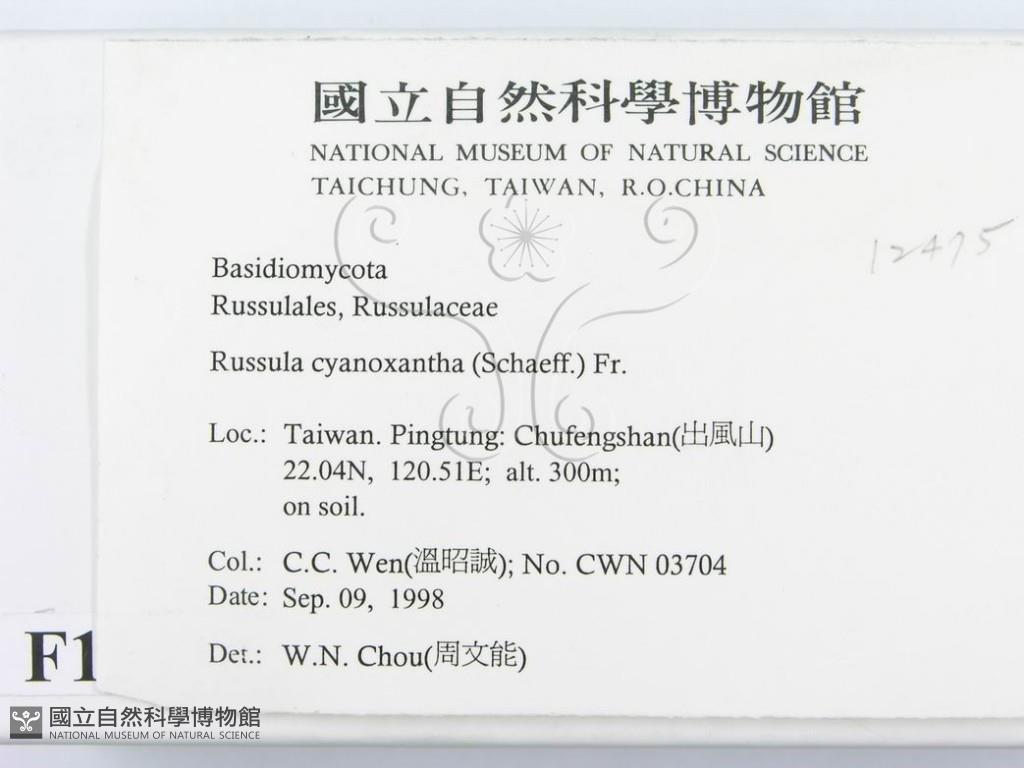 國立自然科學博物館
NATIONAL MUSEUM OF NATURAL SCIENCE
TAICHUNG, TAIWAN, R.O.CHINA
12475
Basidiomycota
Russulales, Russulaceae
Russula cyanoxantha (Schaeff.) Fr.
Loc.: Taiwan. Pingtung: Chufengshan(出風山)
22.04N, 120.51E; alt. 300m;
on soil.
Col.: C.C. Wen(溫昭誠); No. CWN 03704
Date: Sep. 09, 1998
Det.: W.N. Chou(周文能)
F1
國立自然科學博物館
NATIONAL MUSEUM OF NATURAL SCIENCE